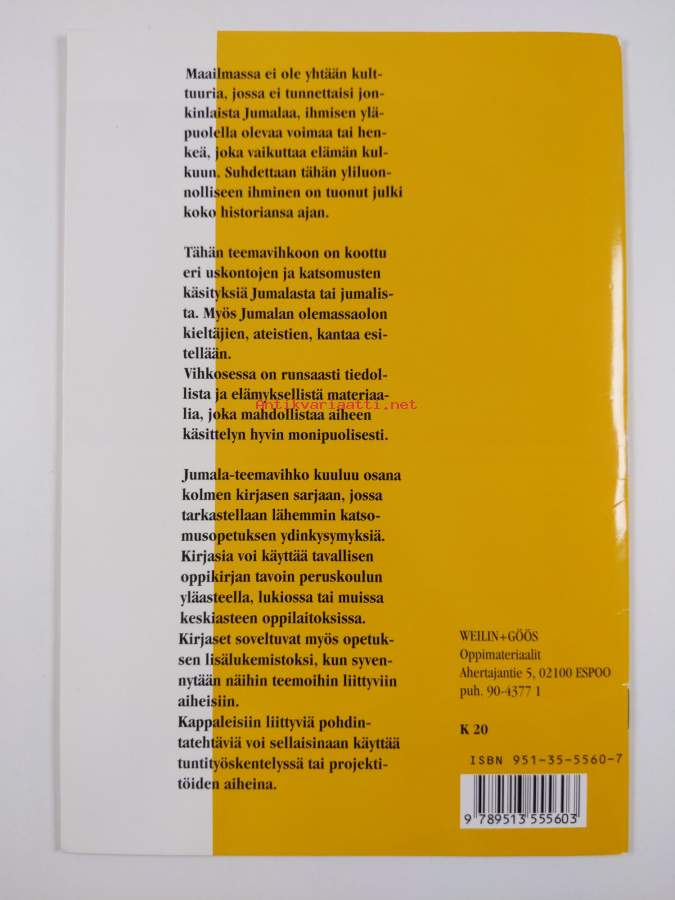 Maailmassa ei ole yhtään kult-
tuuria, jossa ei tunnettaisi jon-
kinlaista Jumalaa, ihmisen ylä-
puolella olevaa voimaa tai hen-
keä, joka vaikuttaa elämän kul-
kuun. Suhdettaan tähän yliluon-
nolliseen ihminen on tuonut julki
koko historiansa ajan.
Tähän teemavihkoon on koottu
eri uskontojen ja katsomusten
käsityksiä Jumalasta tai jumalis-
ta. Myös Jumalan olemassaolon
kieltäjien, ateistien, kantaa esi-
tellään.
Vihkosessa on runsaasti tiedol-
lista ja elämyksellistä materiaa-
Antikvariaatti.net
lia, joka mahdollistaa aiheen
käsittelyn hyvin monipuolisesti.
Jumala-teemavihko kuuluu osana
kolmen kirjasen sarjaan, jossa
tarkastellaan lähemmin katso-
musopetuksen ydinkysymyksiä.
Kirjasia voi käyttää tavallisen
oppikirjan tavoin peruskoulun
yläasteella, lukiossa tai muissa
keskiasteen oppilaitoksissa.
Kirjaset soveltuvat myös opetuk-
sen lisälukemistoksi, kun syven-
nytään näihin teemoihin liittyviin
aiheisiin.
Kappaleisiin liittyviä pohdin-
tatehtäviä voi sellaisinaan käyttää
tuntityöskentelyssä tai projekti-
töiden aiheina.
WEILIN+GÖÖS
Oppimateriaalit
Ahertajantie 5, 02100 ESPOO
puh. 90-4377 1
K 20
ISBN 951-35-5560-7
9 789513 555603